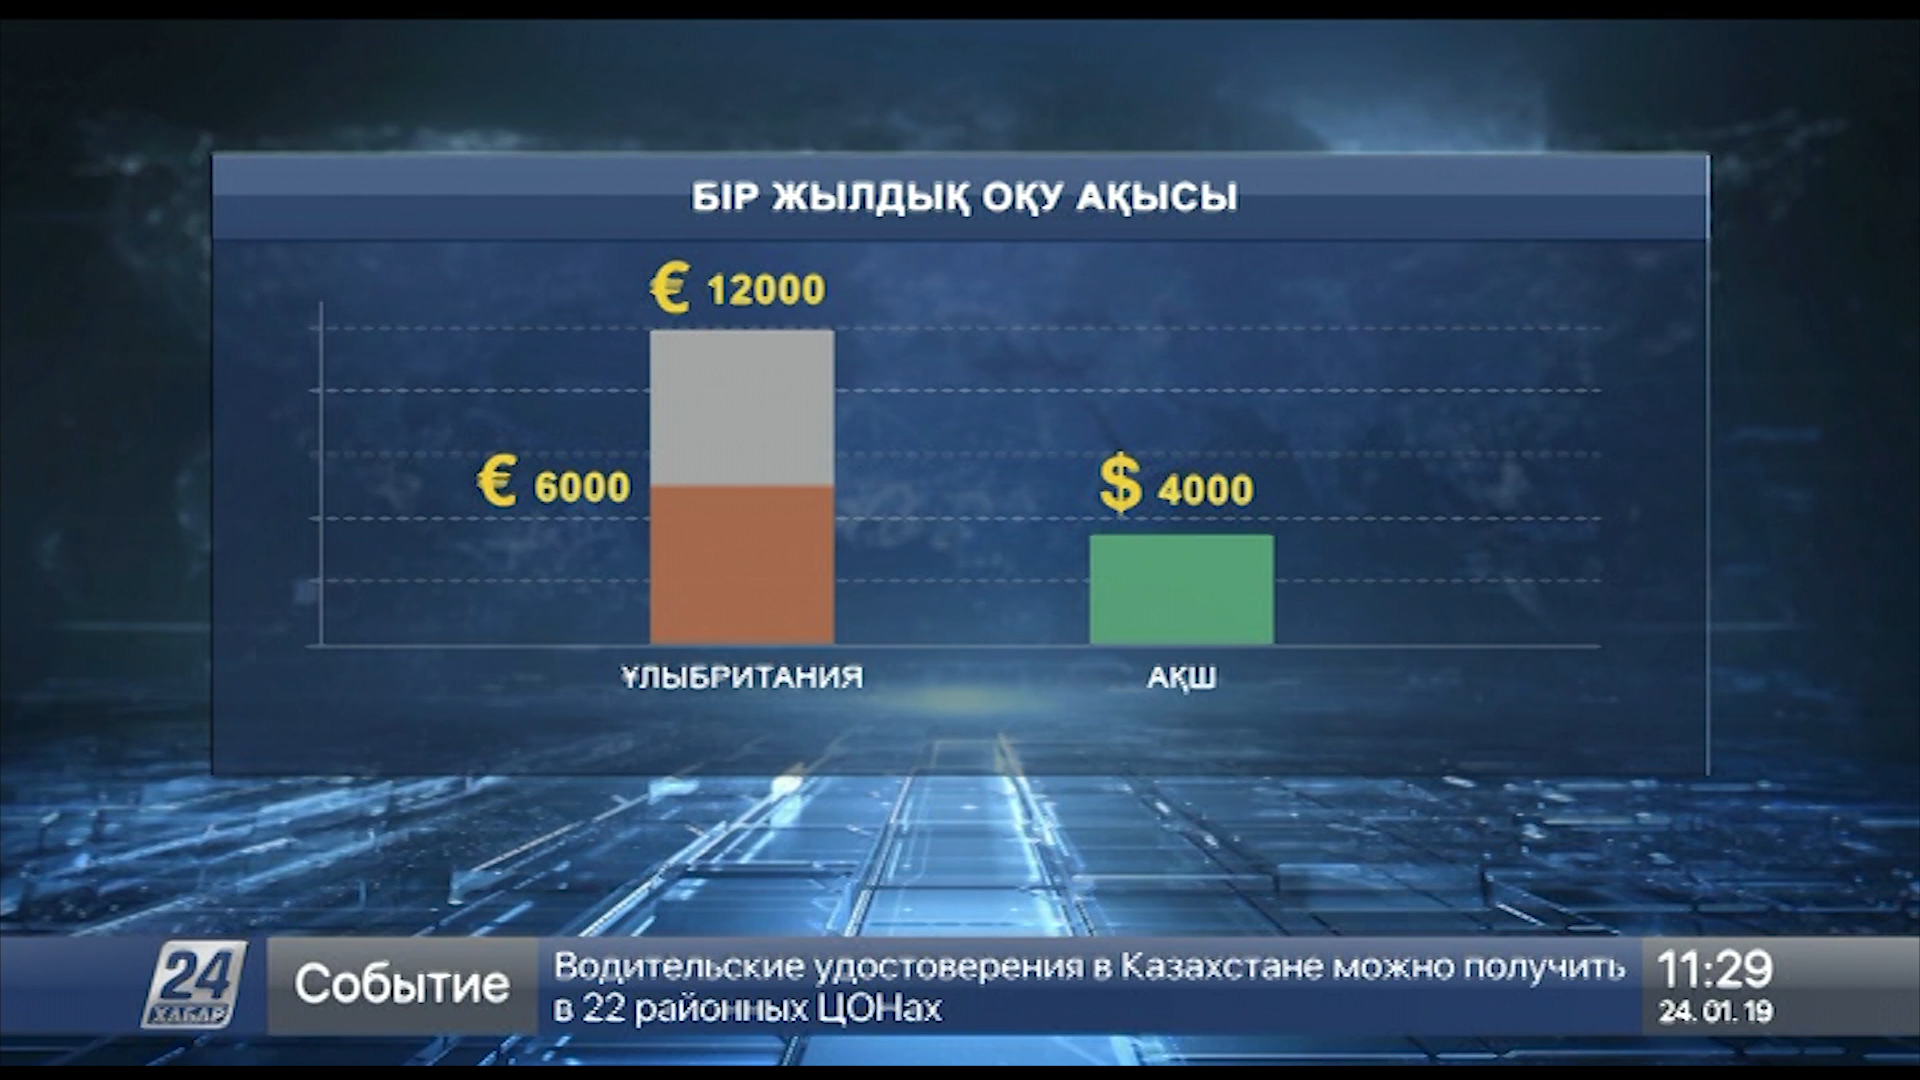 БІР ЖЫЛДЫҚ ОҚУ АҚЫСЫ
€ 12000
€ 6000
$ 4000
ҰЛЫБРИТАНИЯ
АҚШ
24
ХАБАР
Событие
Водительские удостоверения в Казахстане можно получить
в 22 районных ЦОНах
11:29
24.01.19